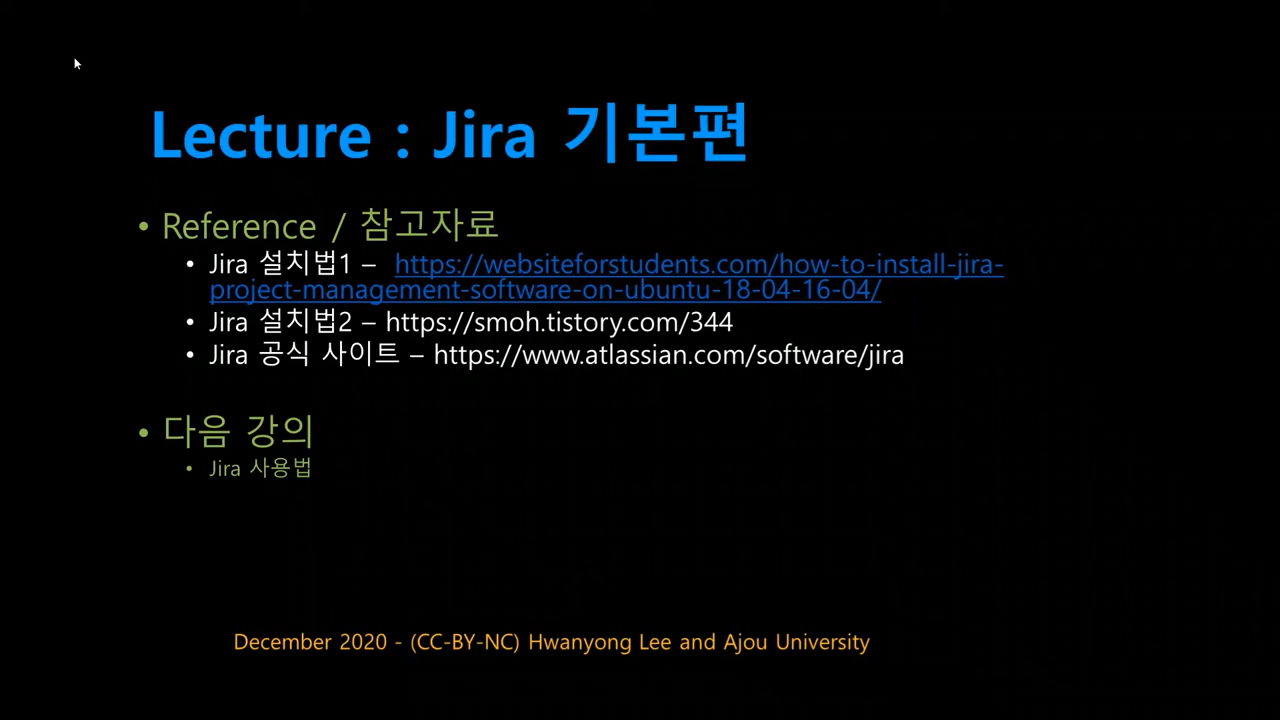 Lecture : Jira 기본편
• Reference / 참고자료
• Jira 설치법1 – https://websiteforstudents.com/how-to-install-jira-
project-management-software-on-ubuntu-18-04-16-04/
• Jira 설치법2 – https://smoh.tistory.com/344
• Jira 공식 사이트 – https://www.atlassian.com/software/jira
• 다음 강의
• Jira 사용법
December 2020 - (CC-BY-NC) Hwanyong Lee and Ajou University